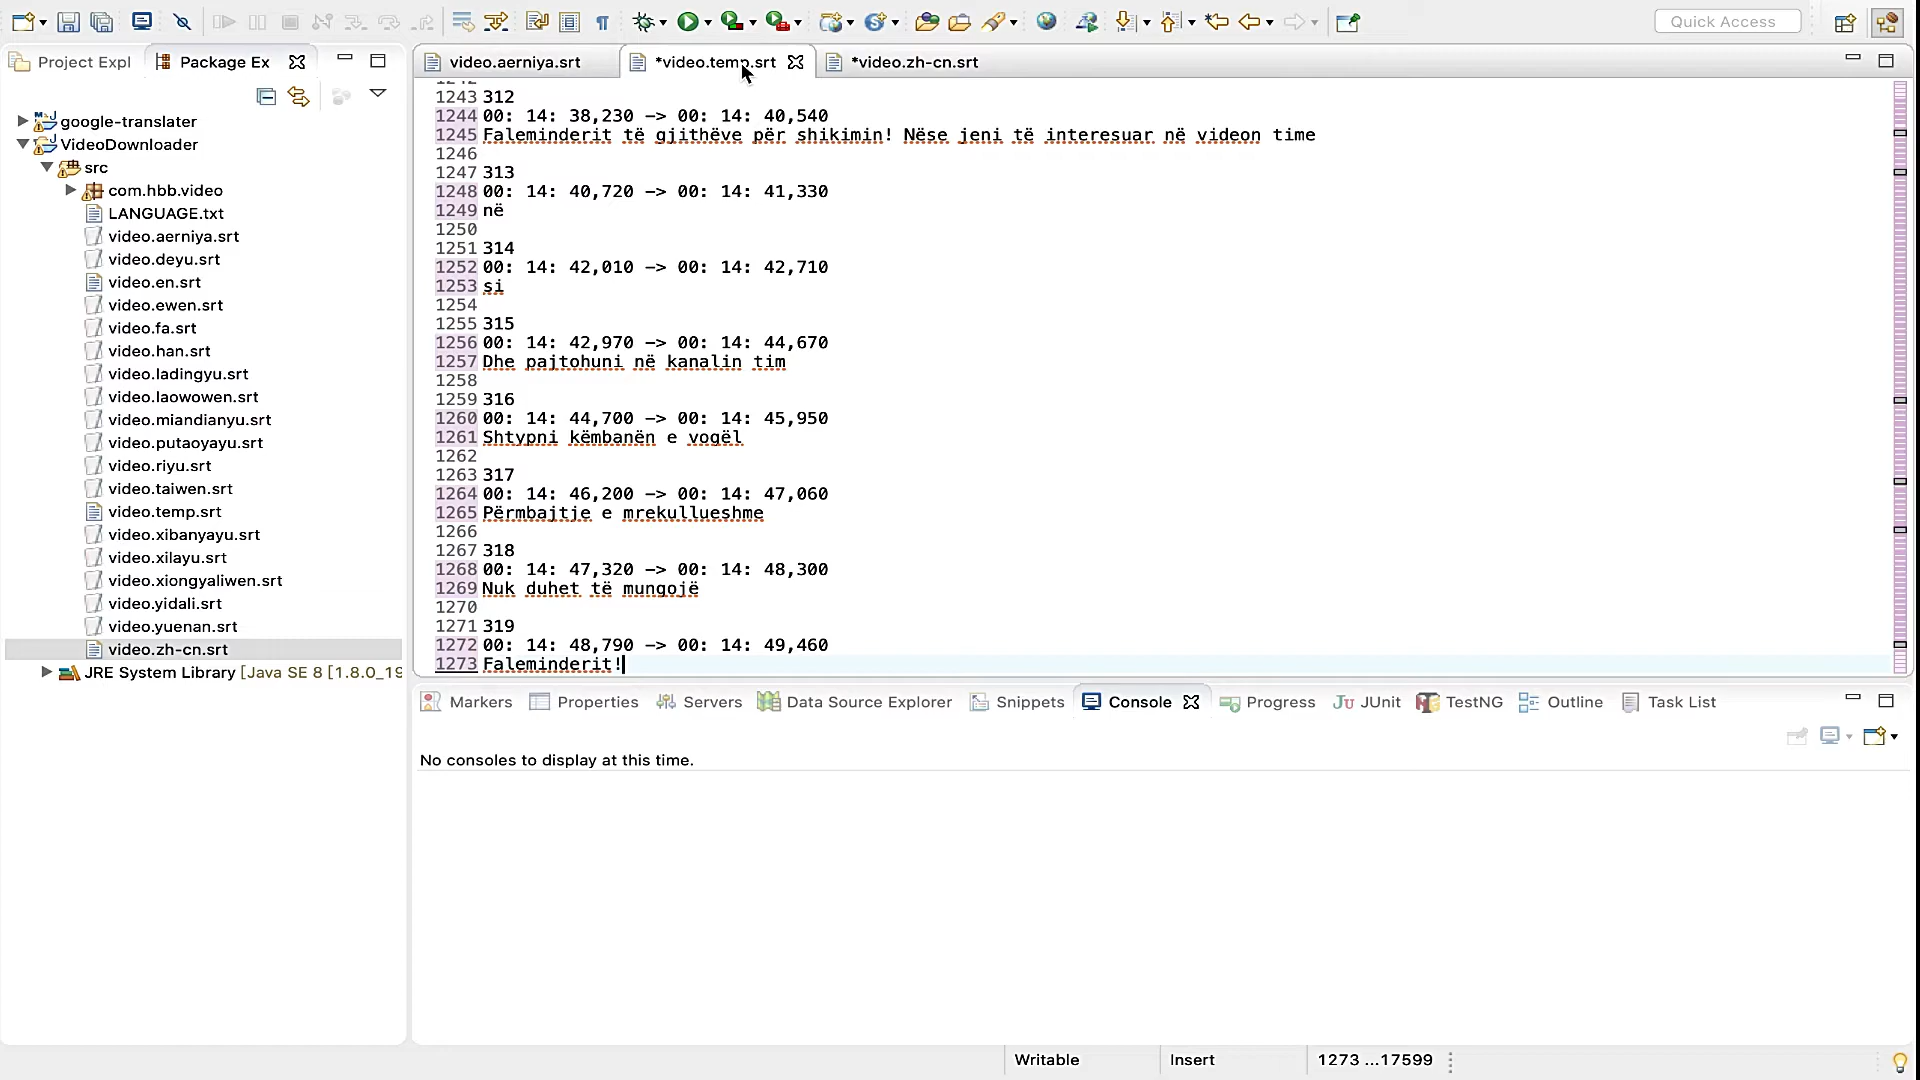 Quick Access
Project Expl
Package Ex
google-translater
VideoDownloader
src
com.hbb.video
LANGUAGE.txt
video.aerniya.srt
video.deyu.srt
video.en.srt
video.ewen.srt
video.fa.srt
video.han.srt
video.ladingyu.srt
video.laowowen.srt
video.miandianyu.srt
video.putaoyayu.srt
video.riyu.srt
video.taiwen.srt
video.temp.srt
video.xibanyayu.srt
video.xilayu.srt
video.xiongyaliwen.srt
video.yidali.srt
video.yuenan.srt
video.zh-cn.srt
JRE System Library [Java SE 8 [1.8.0_19
video.aerniya.srt
*video.temp.srt
*video.zh-cn.srt
1243 312
1244 00: 14: 38,230 -> 00: 14: 40,540
1245 Faleminderit të gjithëve për shikimin! Nëse jeni të interesuar në videon time
1246
1247 313
1248 00: 14: 40,720 -> 00: 14: 41,330
1249 në
1250
1251 314
1252 00: 14: 42,010 -> 00: 14: 42,710
1253 si
1254
1255 315
1256 00: 14: 42,970 -> 00: 14: 44,670
1257 Dhe pajtohuni në kanalin tim
1258
1259 316
1260 00: 14: 44,700 -> 00: 14: 45,950
1261 Shtypni këmbanën e vogël
1262
1263 317
1264 00: 14: 46,200 -> 00: 14: 47,060
1265 Përmbajtje e mrekullueshme
1266
1267 318
1268 00: 14: 47,320 -> 00: 14: 48,300
1269 Nuk duhet të mungojë
1270
1271 319
1272 00: 14: 48,790 -> 00: 14: 49,460
1273 Faleminderit!
Markers
Properties
Servers
Data Source Explorer
Snippets
Console
Progress
Ju JUnit
TestNG
Outline
Task List
No consoles to display at this time.
Writable
Insert
1273 ...17599